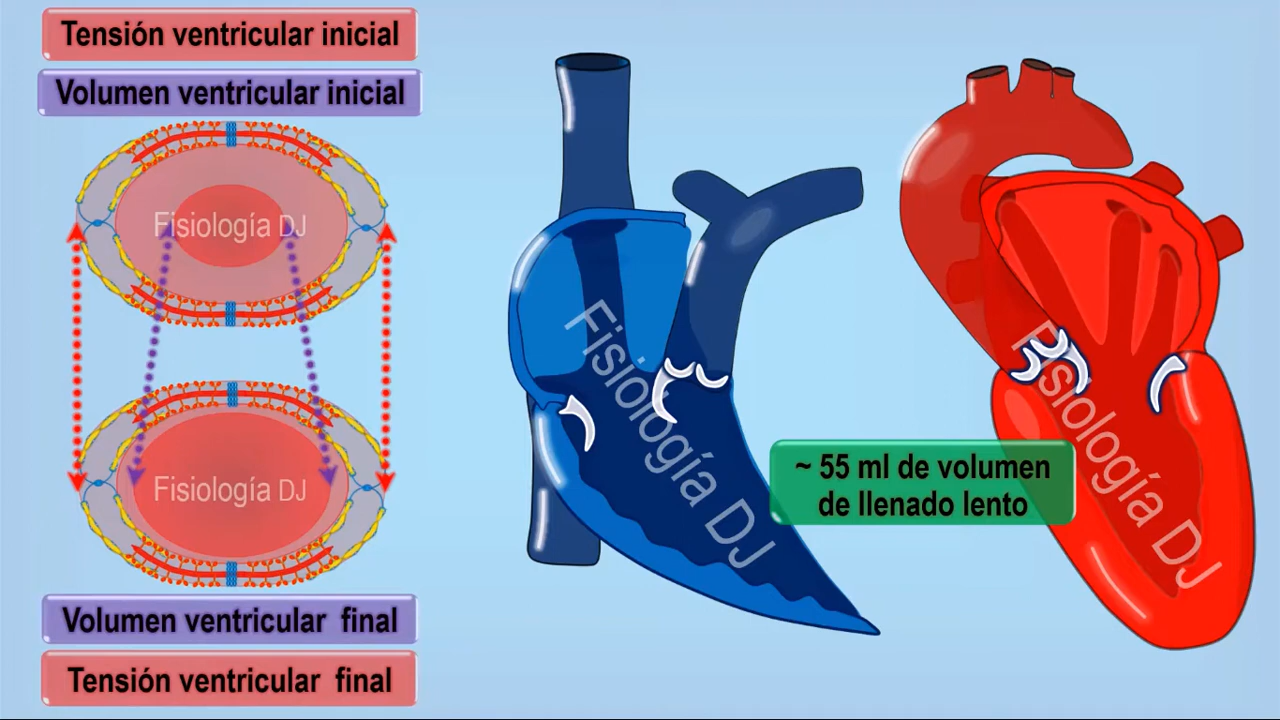 Tensión ventricular inicial
Volumen ventricular inicial
Fisiología DJ
Fisiología DJ
Volumen ventricular final
Tensión ventricular final
Fisiología DJ
~ 55 ml de volumen
de llenado lento
Fisiología DJ